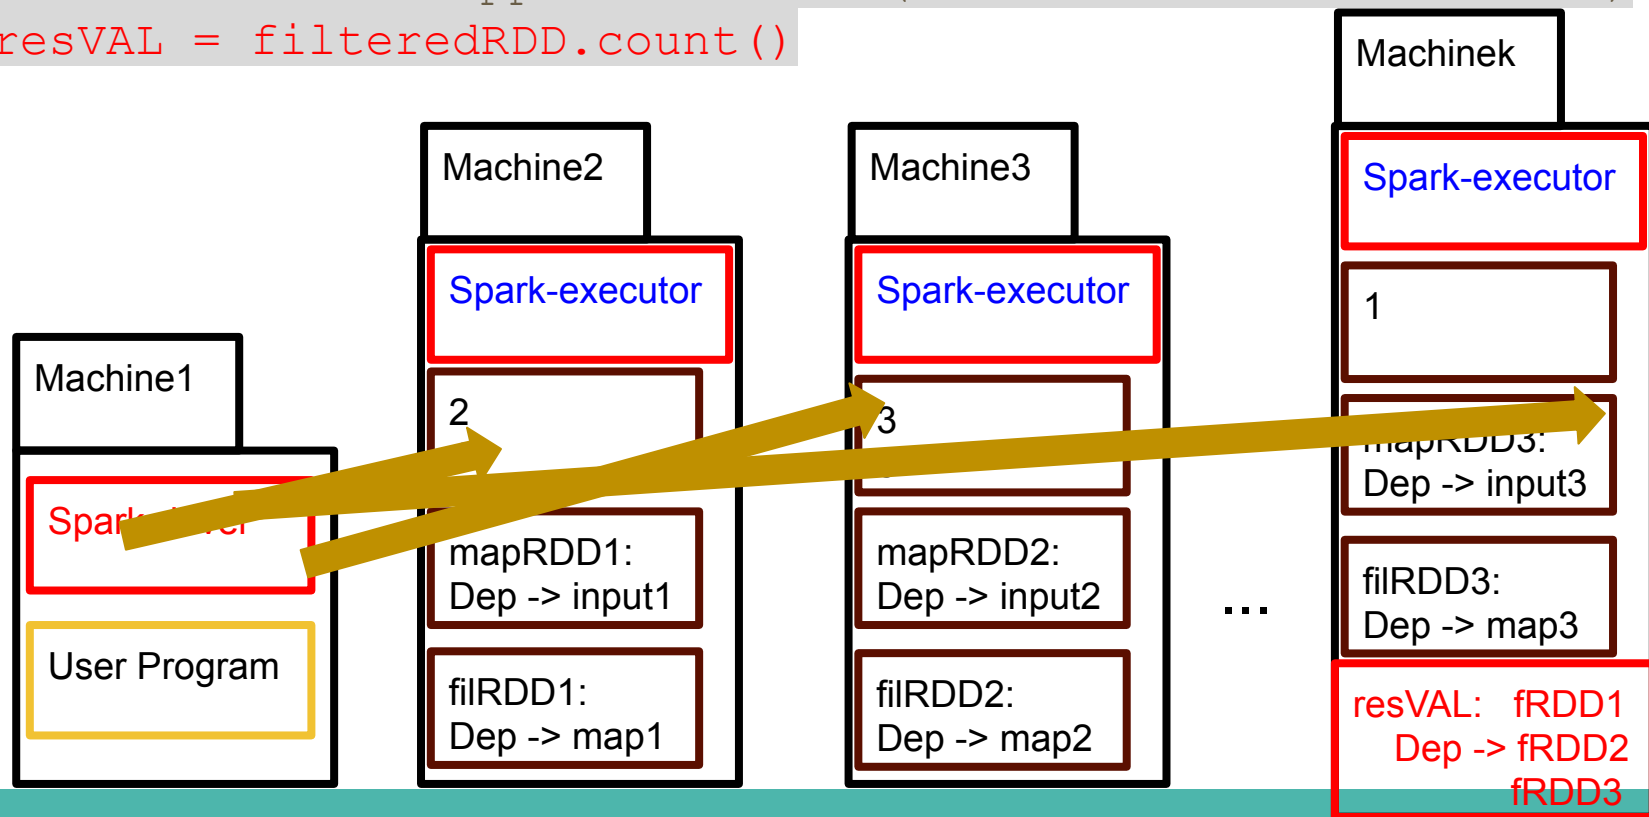 resVAL = filteredRDD.count()
Machinek
Machine2
Machine3
Spark-executor
Spark-executor
Spark-executor
1
Machine1
2
3
mapRDD3:
Dep -> input3
mapRDD1:
Dep -> input1
mapRDD2:
Dep -> input2
...
filRDD3:
Dep -> map3
User Program
filRDD1:
Dep -> map1
filRDD2:
Dep -> map2
resVAL: fRDD1
Dep -> fRDD2
fRDD3